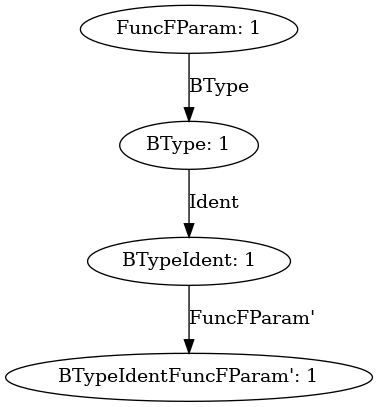 FuncFParam: 1
BType
BType: 1
Ident
BTypeIdent: 1
FuncFParam'
BTypeIdentFuncFParam': 1